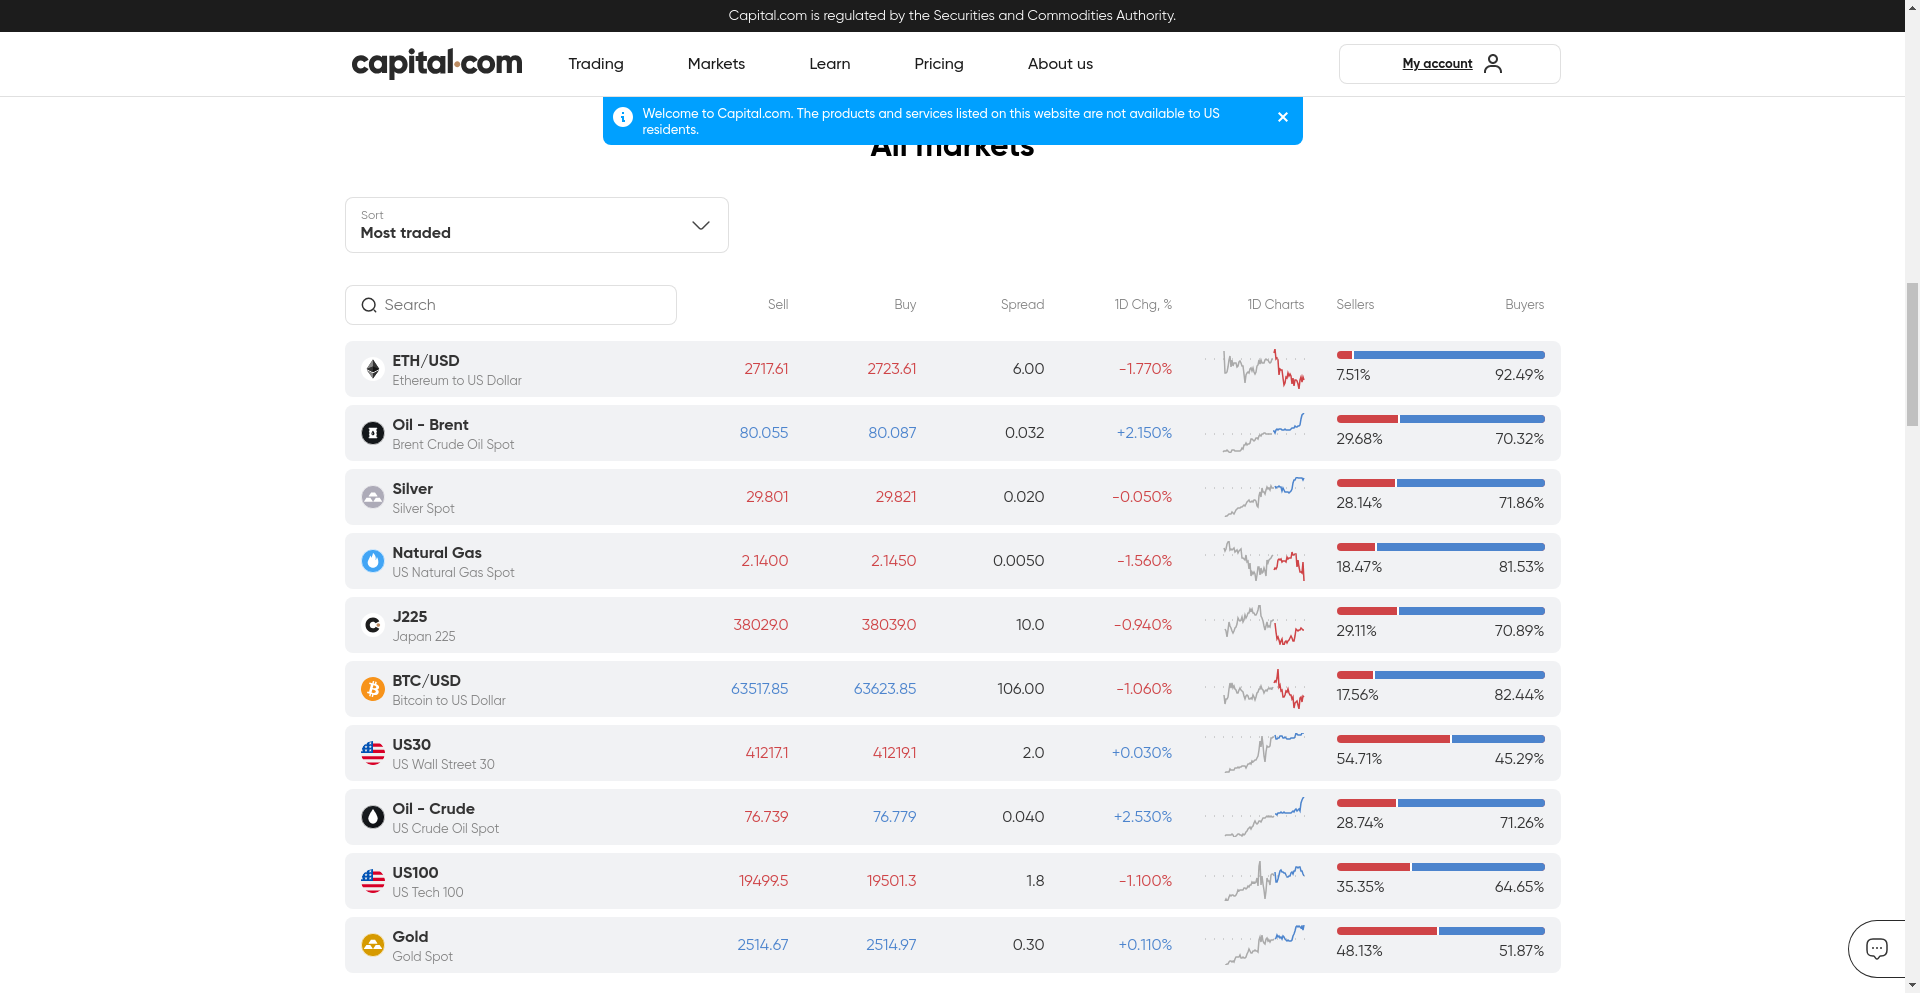 Capital.com is regulated by the Securities and Commodities Authority.
capital.com Trading Markets Learn Pricing About us My account
Welcome to Capital.com. The products and services listed on this website are not available to US
residents.
All markets
Sort
Most traded
Search Sell Buy Spread 1D Chg, % 1D Charts Sellers Buyers
ETH/USD
Ethereum to US Dollar
2717.61 2723.61 6.00 -1.770% 7.51% 92.49%
Oil - Brent
Brent Crude Oil Spot
80.055 80.087 0.032 +2.150% 29.68% 70.32%
Silver
Silver Spot
29.801 29.821 0.020 -0.050% 28.14% 71.86%
Natural Gas
US Natural Gas Spot
2.1400 2.1450 0.0050 -1.560% 18.47% 81.53%
J225
Japan 225
38029.0 38039.0 10.0 -0.940% 29.11% 70.89%
BTC/USD
Bitcoin to US Dollar
63517.85 63623.85 106.00 -1.060% 17.56% 82.44%
US30
US Wall Street 30
41217.1 41219.1 2.0 +0.030% 54.71% 45.29%
Oil - Crude
US Crude Oil Spot
76.739 76.779 0.040 +2.530% 28.74% 71.26%
US100
US Tech 100
19499.5 19501.3 1.8 -1.100% 35.35% 64.65%
Gold
Gold Spot
2514.67 2514.97 0.30 +0.110% 48.13% 51.87%